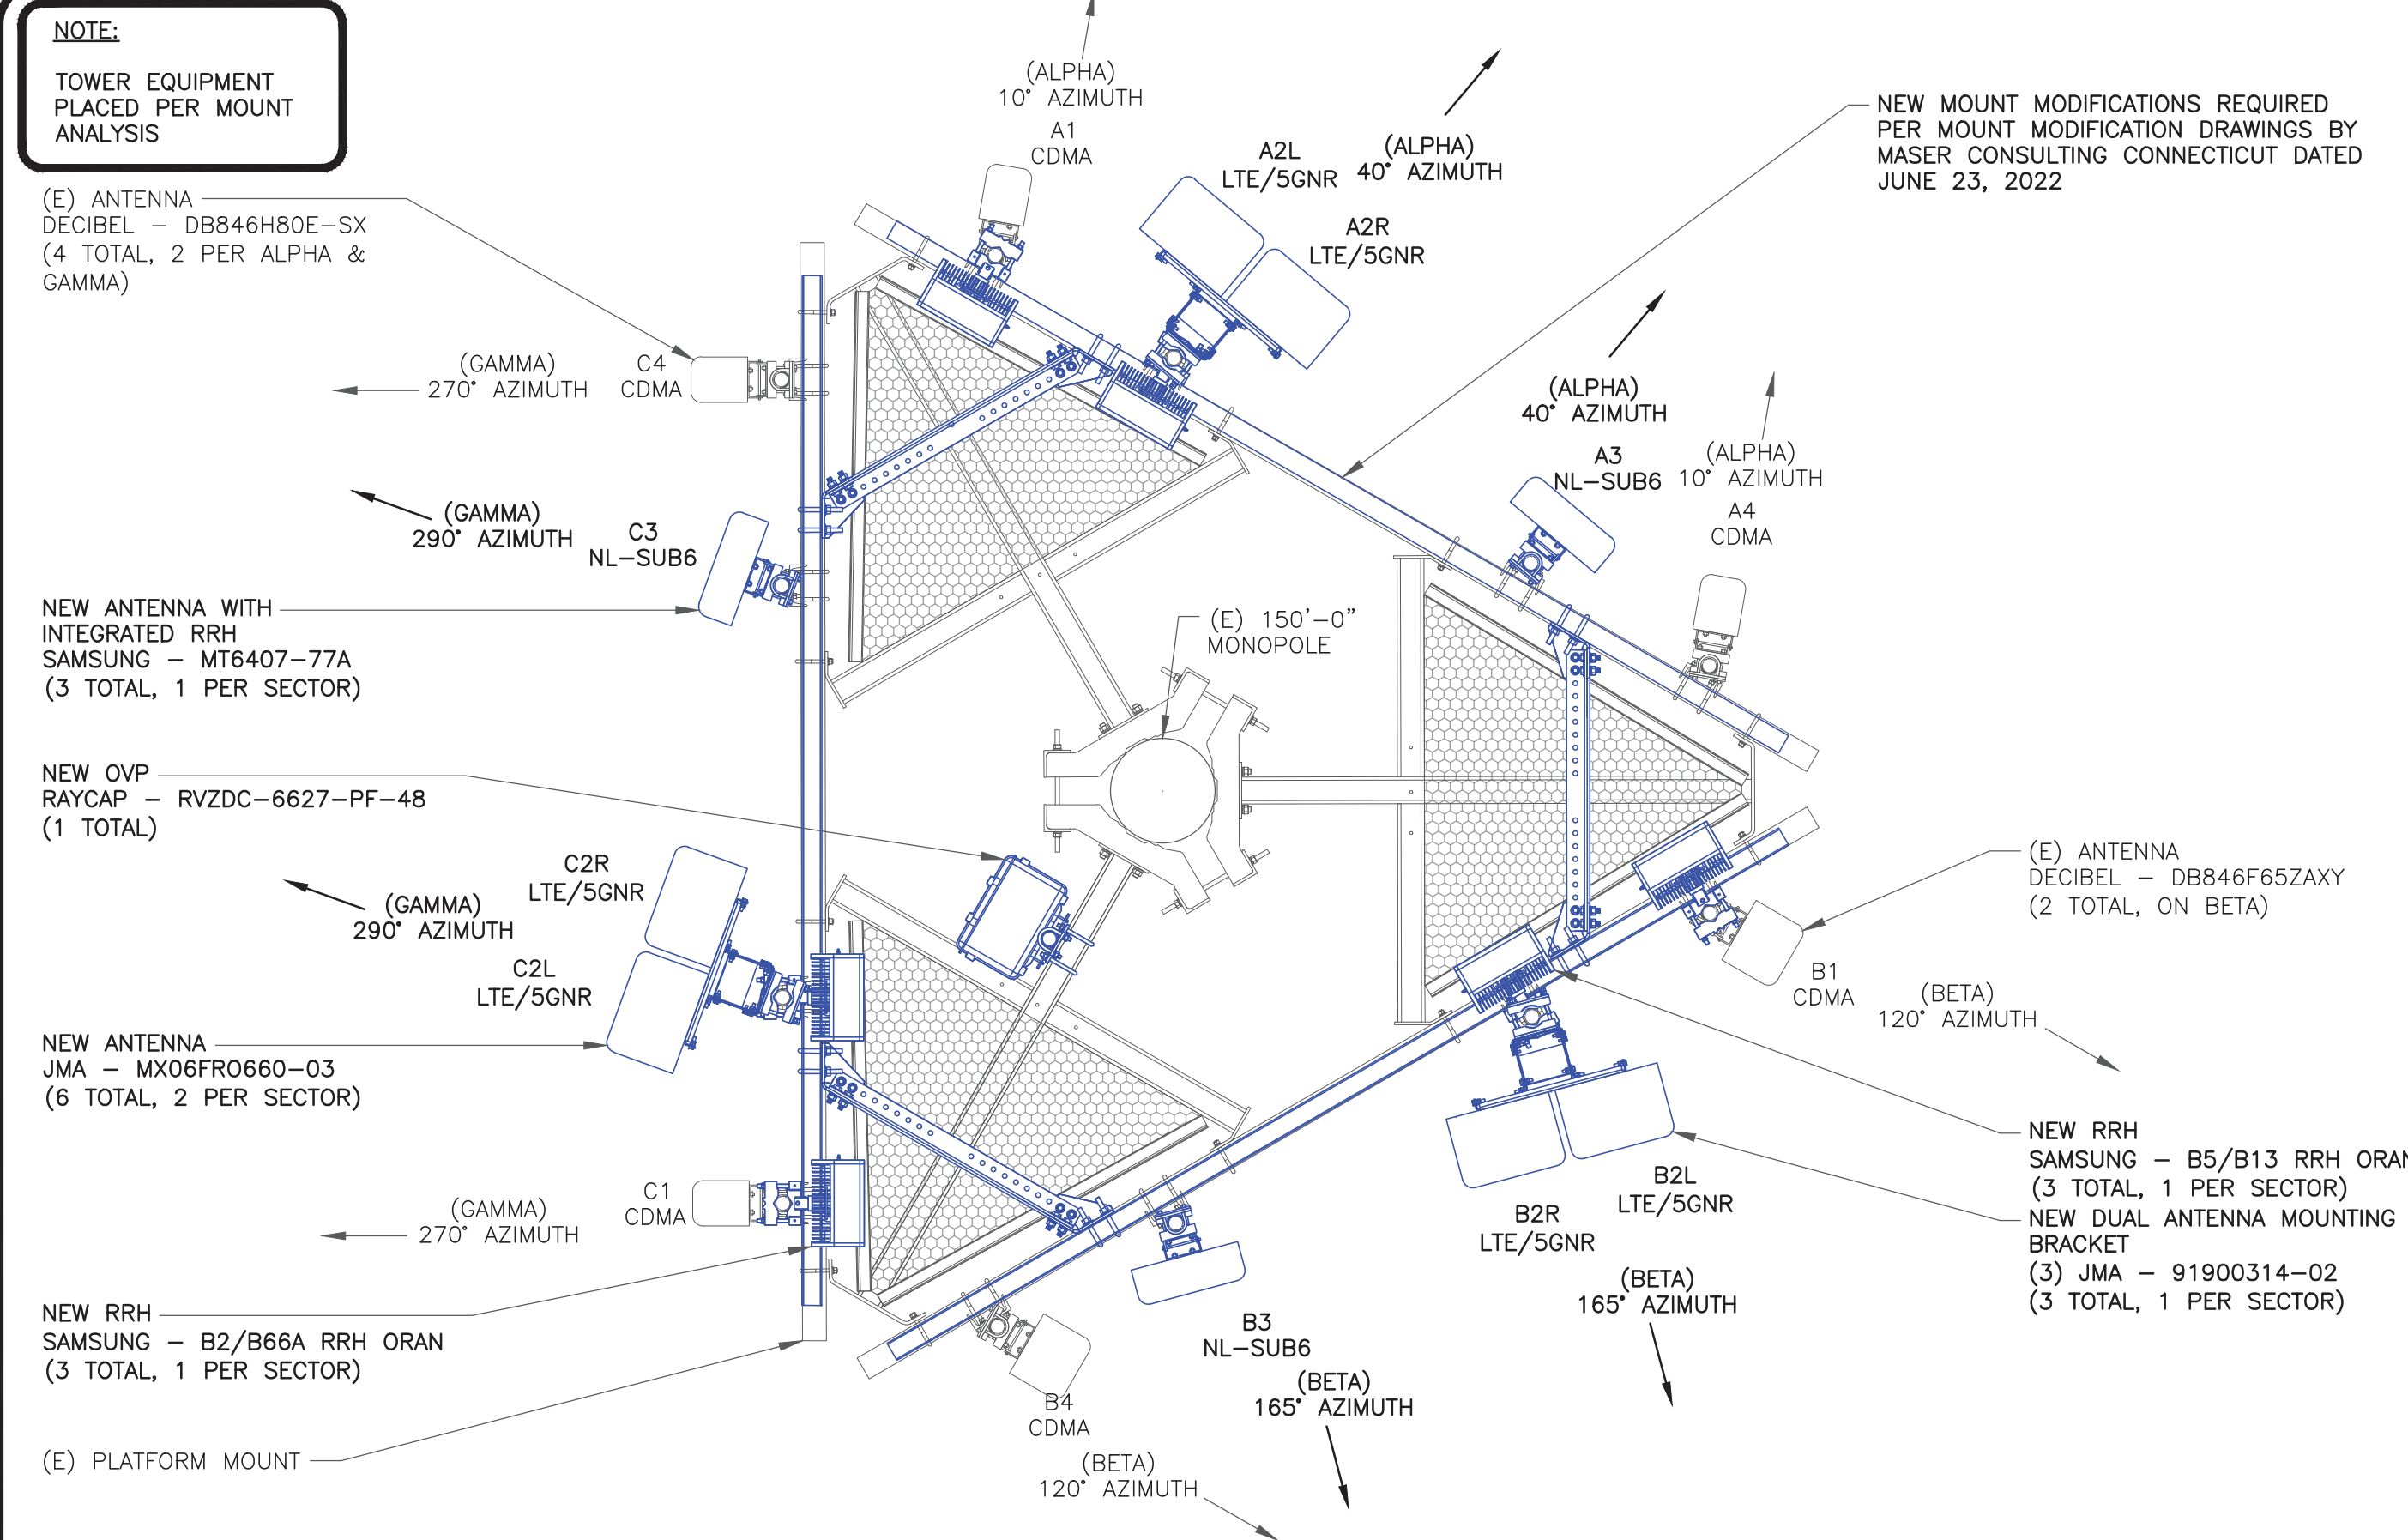 NOTE:
TOWER EQUIPMENT
PLACED PER MOUNT
ANALYSIS
(E) ANTENNA
DECIBEL – DB846H80E–SX
(4 TOTAL, 2 PER ALPHA &
GAMMA)
(ALPHA)
10° AZIMUTH
A1
CDMA
A2L
LTE/5GNR
(ALPHA)
40° AZIMUTH
A2R
LTE/5GNR
NEW MOUNT MODIFICATIONS REQUIRED
PER MOUNT MODIFICATION DRAWINGS BY
MASER CONSULTING CONNECTICUT DATED
JUNE 23, 2022
(GAMMA)
270° AZIMUTH
C4
CDMA
(ALPHA)
40° AZIMUTH
A3
NL–SUB6
(ALPHA)
10° AZIMUTH
A4
CDMA
(GAMMA)
290° AZIMUTH
C3
NL–SUB6
NEW ANTENNA WITH
INTEGRATED RRH
SAMSUNG – MT6407–77A
(3 TOTAL, 1 PER SECTOR)
(E) 150'–0"
MONOPOLE
NEW OVP
RAYCAP – RVZDC–6627–PF–48
(1 TOTAL)
C2R
LTE/5GNR
(GAMMA)
290° AZIMUTH
C2L
LTE/5GNR
(E) ANTENNA
DECIBEL – DB846F65ZAXY
(2 TOTAL, ON BETA)
B1
CDMA
(BETA)
120° AZIMUTH
NEW ANTENNA
JMA – MX06FRO660–03
(6 TOTAL, 2 PER SECTOR)
NEW RRH
SAMSUNG – B5/B13 RRH ORAN
(3 TOTAL, 1 PER SECTOR)
NEW DUAL ANTENNA MOUNTING
BRACKET
(3) JMA – 91900314–02
(3 TOTAL, 1 PER SECTOR)
C1
CDMA
(GAMMA)
270° AZIMUTH
B2L
LTE/5GNR
B2R
LTE/5GNR
(BETA)
165° AZIMUTH
NEW RRH
SAMSUNG – B2/B66A RRH ORAN
(3 TOTAL, 1 PER SECTOR)
B3
NL–SUB6
(BETA)
165° AZIMUTH
B4
CDMA
(E) PLATFORM MOUNT
(BETA)
120° AZIMUTH